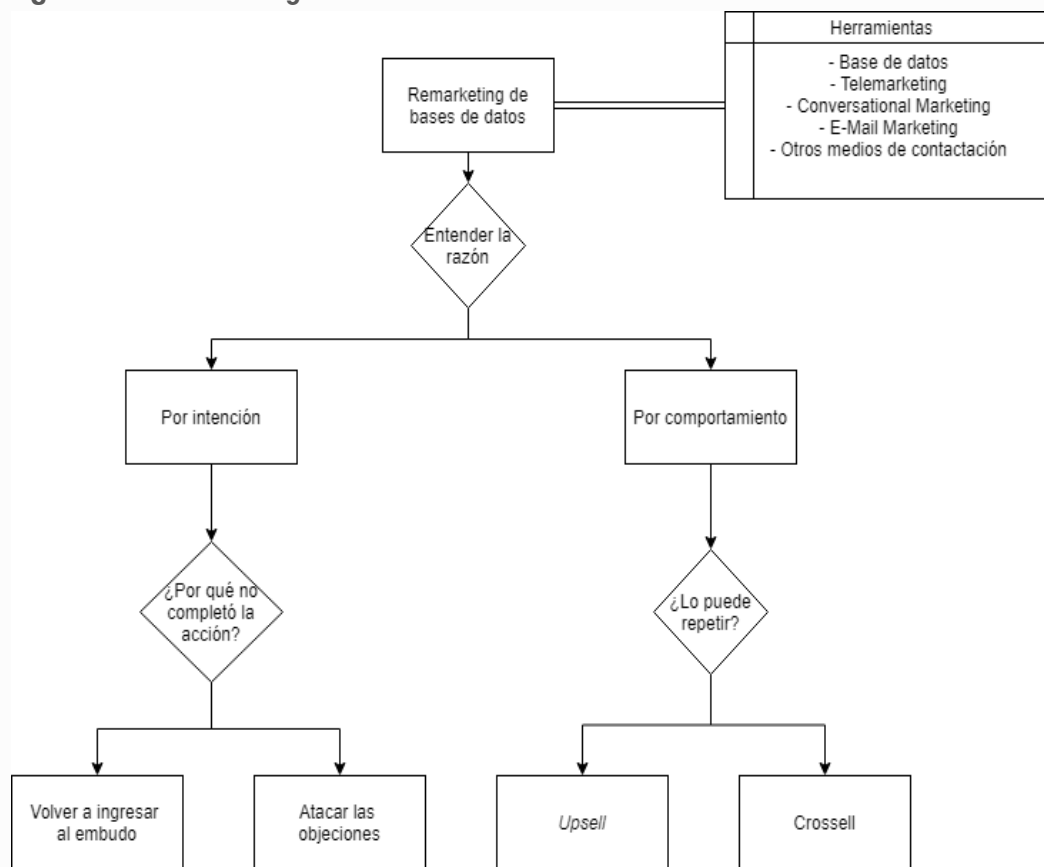 Herramientas
- Base de datos
- Telemarketing
- Conversational Marketing
- E-Mail Marketing
- Otros medios de contactación
Remarketing de
bases de datos
Entender la
razón
Por intención
Por comportamiento
¿Por qué no
completó la
acción?
¿Lo puede
repetir?
Volver a ingresar
al embudo
Atacar las
objeciones
Upsell
Crossell